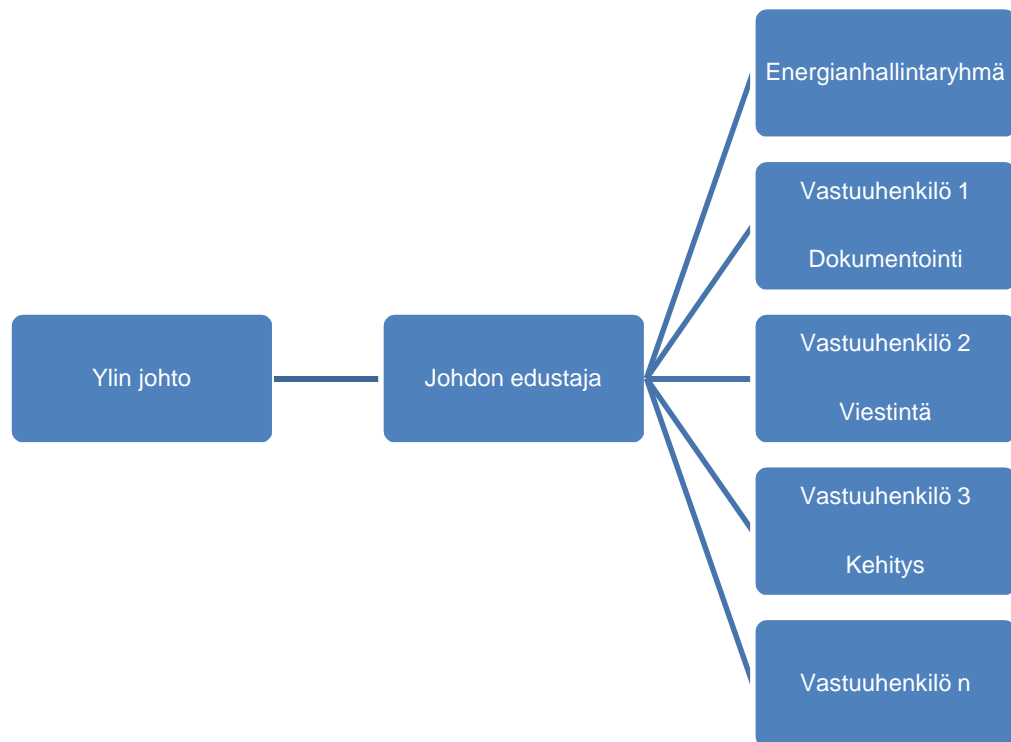 Ylin johto
Johdon edustaja
Energianhallintaryhmä
Vastuuhenkilö 1
Dokumentointi
Vastuuhenkilö 2
Viestintä
Vastuuhenkilö 3
Kehitys
Vastuuhenkilö n